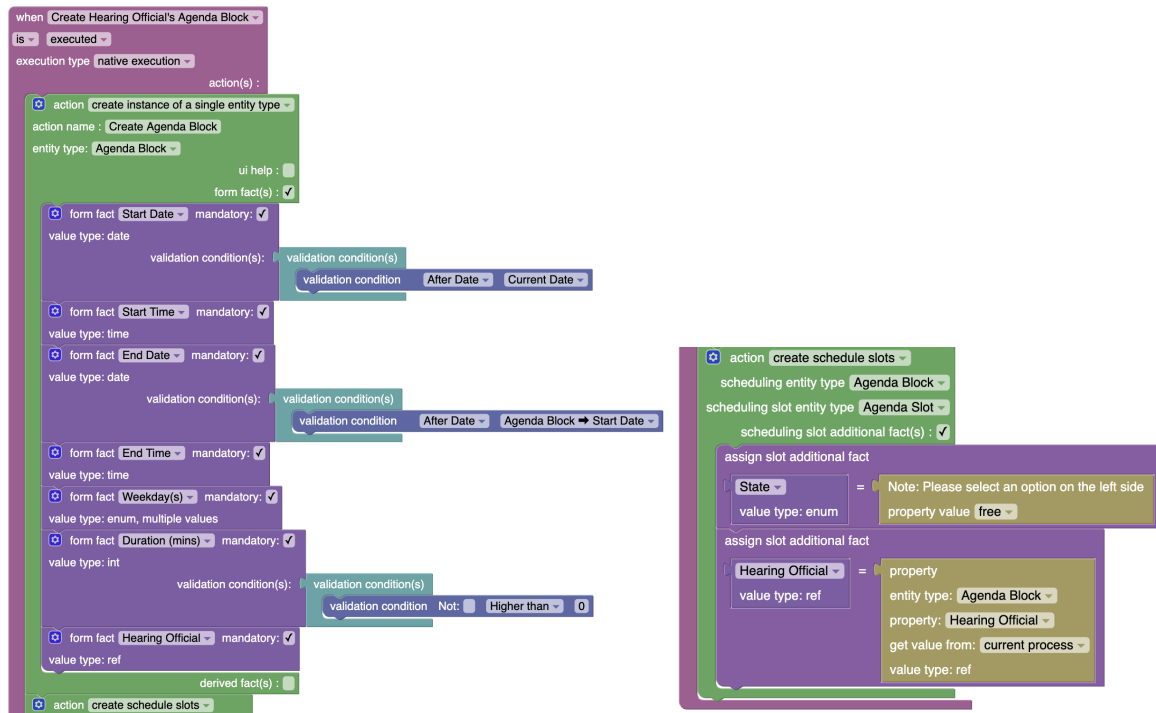 when Create Hearing Official's Agenda Block
is executed
execution type native execution
action(s) :
action create instance of a single entity type
action name : Create Agenda Block
entity type: Agenda Block
ui help :
form fact(s) : ✓
form fact Start Date mandatory: ✓
value type: date
validation condition(s): validation condition(s)
validation condition After Date Current Date
form fact Start Time mandatory: ✓
value type: time
form fact End Date mandatory: ✓
value type: date
validation condition(s): validation condition(s)
validation condition After Date Agenda Block ➡ Start Date
form fact End Time mandatory: ✓
value type: time
form fact Weekday(s) mandatory: ✓
value type: enum, multiple values
form fact Duration (mins) mandatory: ✓
value type: int
validation condition(s): validation condition(s)
validation condition Not: Higher than 0
form fact Hearing Official mandatory: ✓
value type: ref
derived fact(s) :
action create schedule slots
action create schedule slots
scheduling entity type Agenda Block
scheduling slot entity type Agenda Slot
scheduling slot additional fact(s) : ✓
assign slot additional fact
State = Note: Please select an option on the left side
value type: enum property value free
assign slot additional fact
Hearing Official = property
value type: ref entity type: Agenda Block
property: Hearing Official
get value from: current process
value type: ref